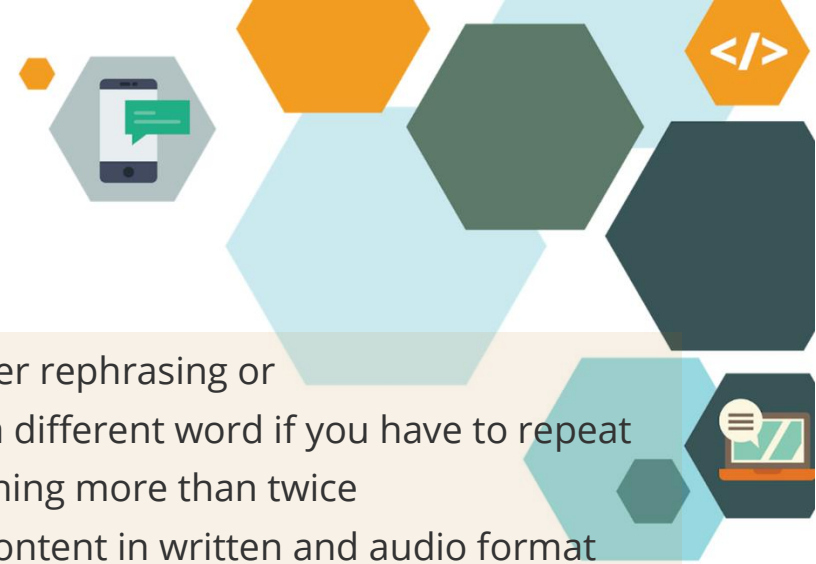 </>
er rephrasing or
different word if you have to repeat
ning more than twice
ontent in written and audio format